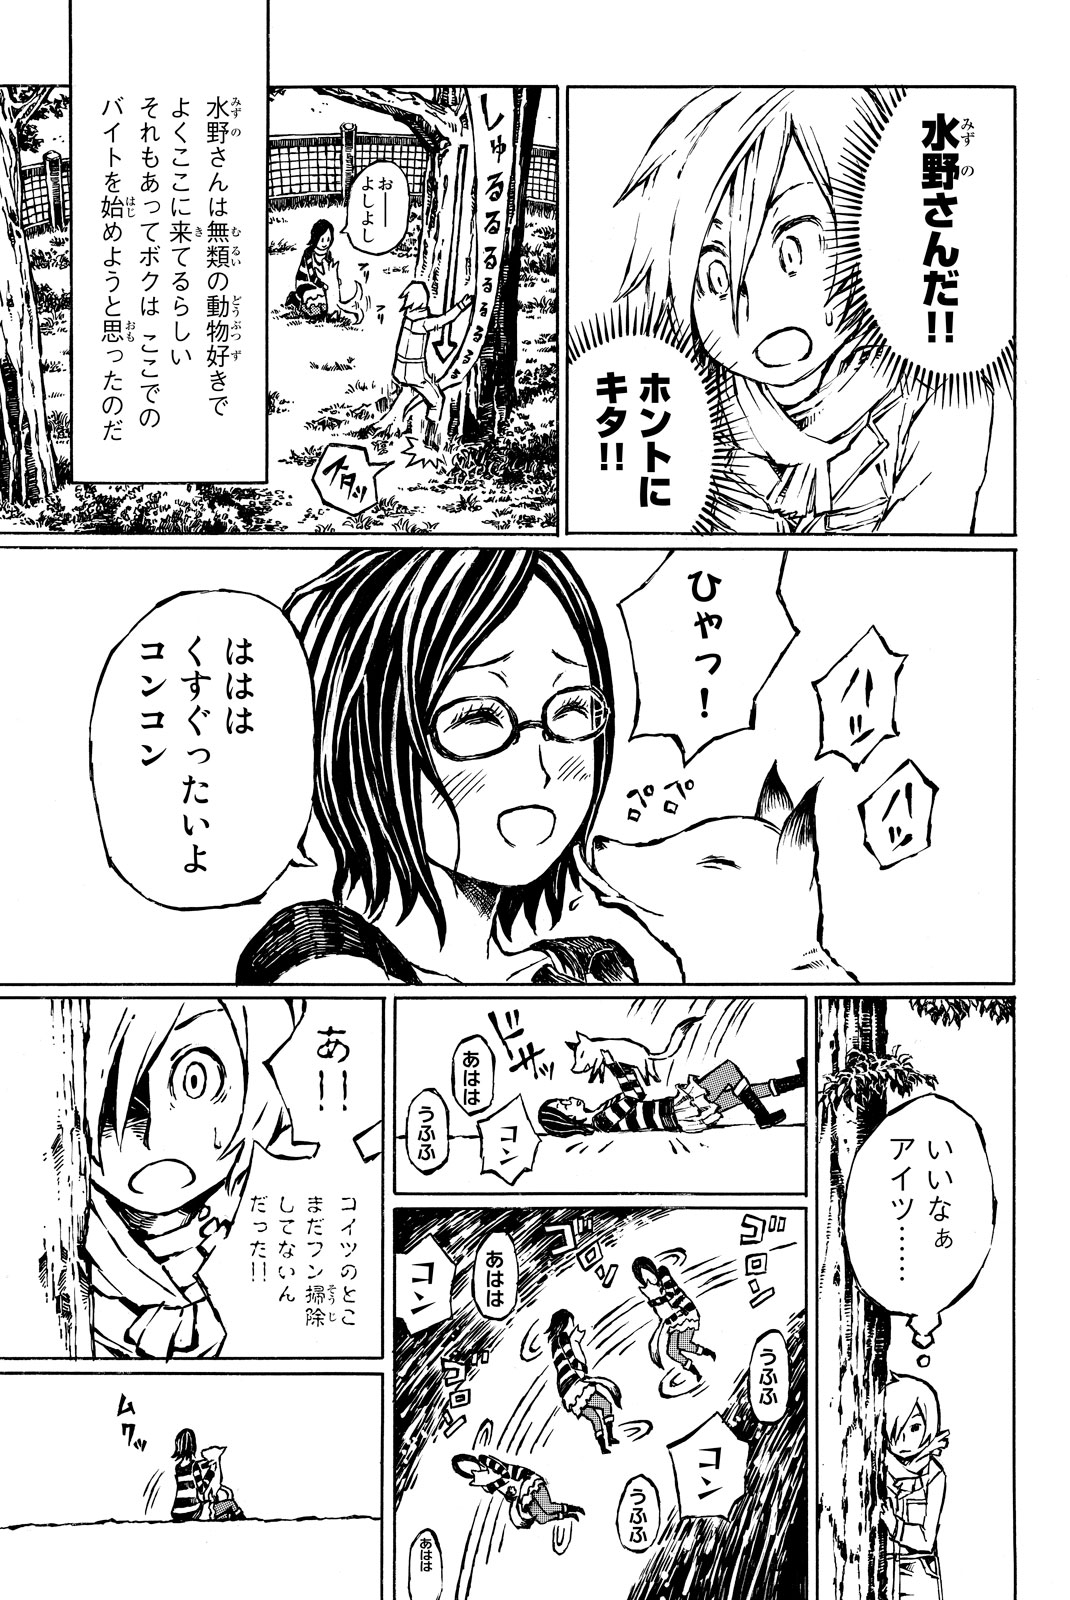 水野さんだ!!
ホントに
キタ!!
しゅるるるるるるるる
おーーよしよし
イタッ
水野さんは無類の動物好きで
よくここに来てるらしい
それもあってボクは ここでの
バイトを始めようと思ったのだ
ひゃっ!
バッ
バッ
ペロペロ
ははは
くすぐったいよ
コンコン
いいなぁ
アイツ……
ドサッ
あはは
コン
うふふ
ゴロン
ゴロン
コン
あはは
うふふ
コン
うふふ
あはは
あ!!
コイツのとこ
まだフン掃除
してないん
だった!!
ムクッ